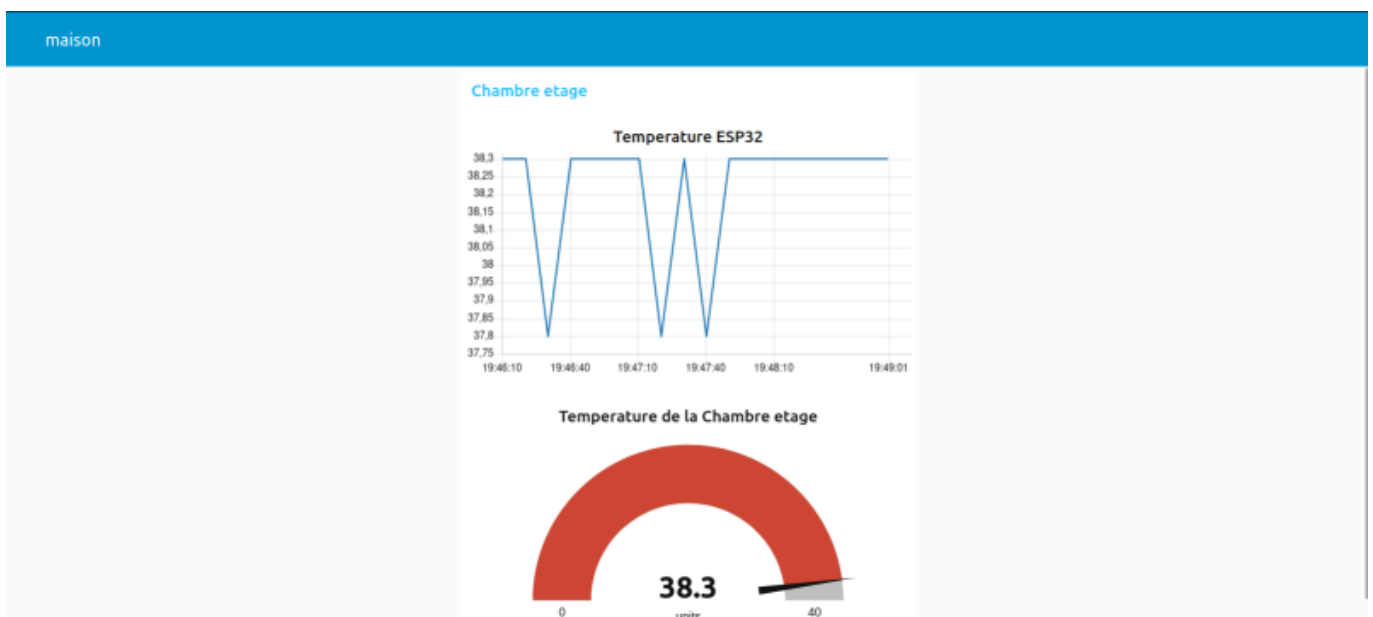 maison
Chambre etage
Temperature ESP32
38,3
38,25
38,2
38,15
38,1
38,05
38
37,95
37,9
37,85
37,8
37,75
19:46:10 19:46:40 19:47:10 19:47:40 19:48:10 19:49:01
Temperature de la Chambre etage
38.3
0 units 40